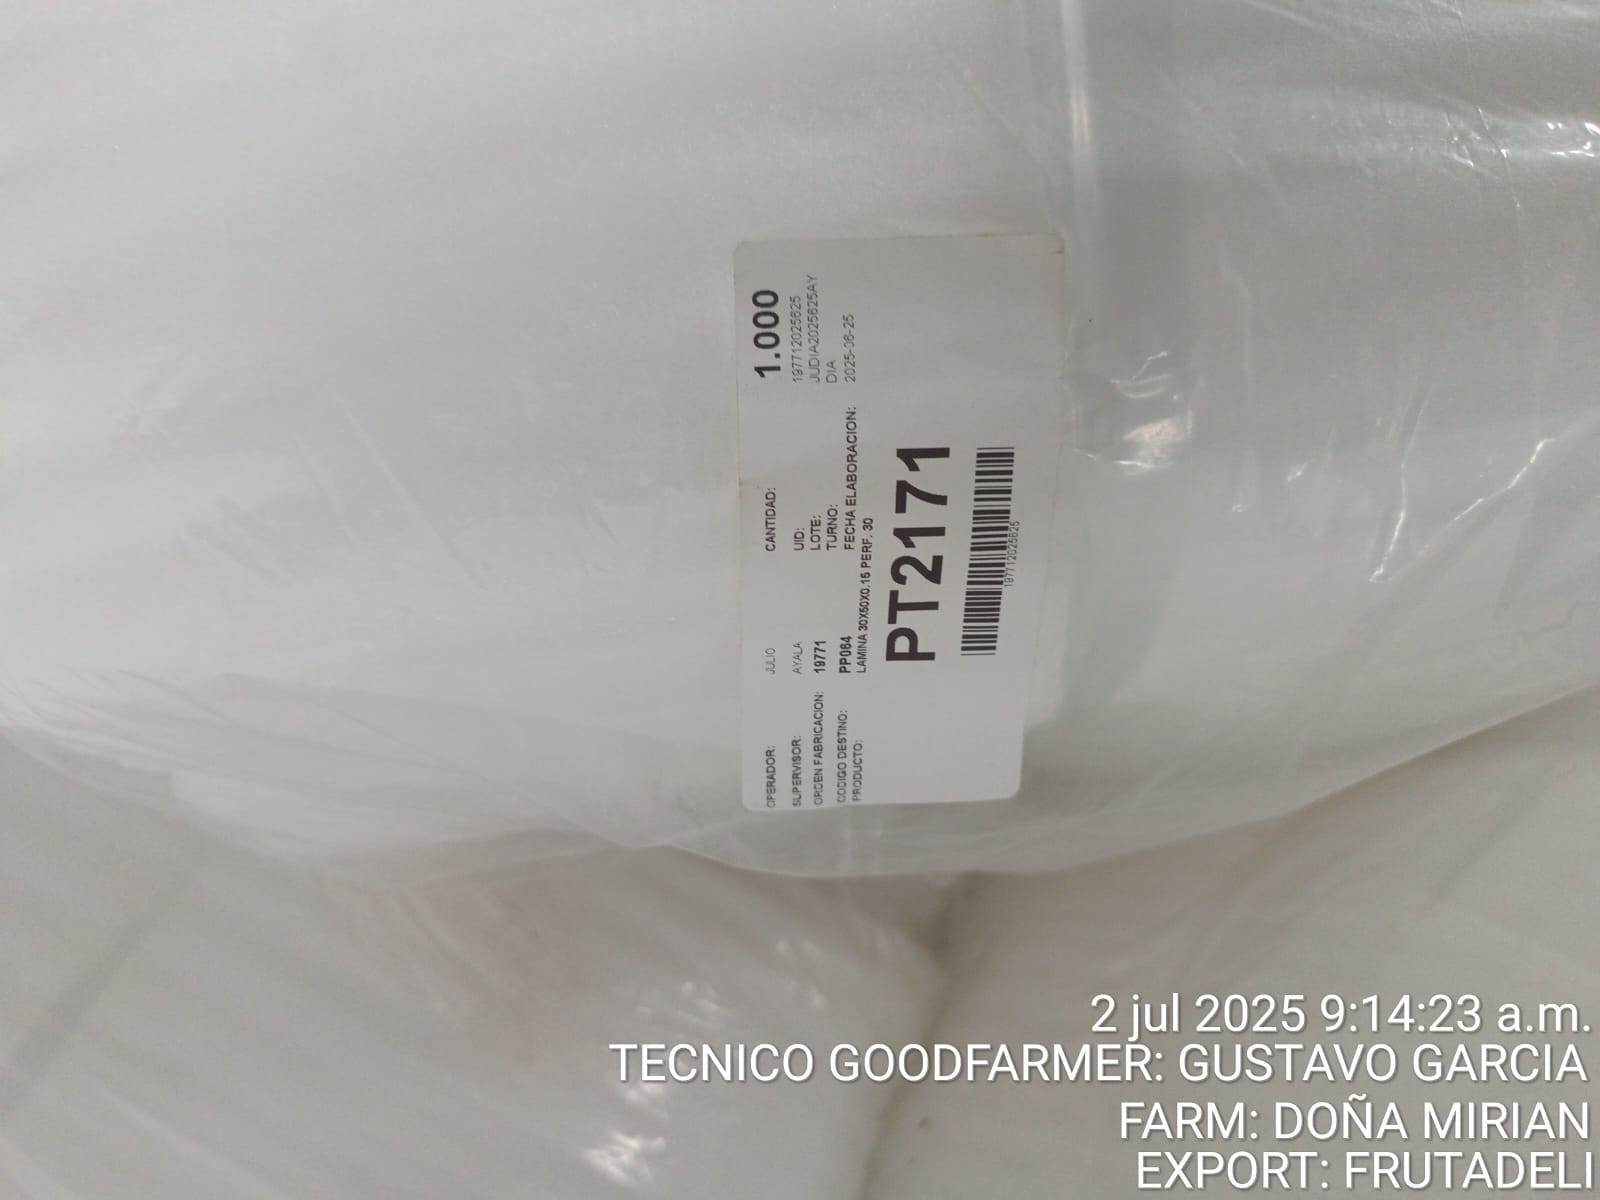 OPERADOR: JULIO CANTIDAD: 1.000
SUPERVISOR: AYALA UID: 197712025625
ORDEN FABRICACION: 19771 LOTE: JUDIA2025625AY
TURNO: DIA
CODIGO DESTINO: PP064 FECHA ELABORACION: 2025-06-25
PRODUCTO: LAMINA 30X50X0.15 PERF. 30
PT2171
197712025625
2 jul 2025 9:14:23 a.m.
TECNICO GOODFARMER: GUSTAVO GARCIA
FARM: DOÑA MIRIAN
EXPORT: FRUTADELI